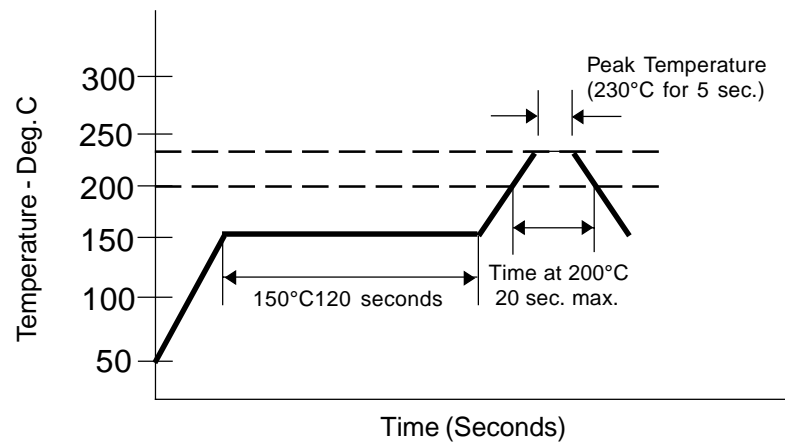 Temperature - Deg. C
300
250
200
150
100
50
Peak Temperature
(230°C for 5 sec.)
150°C120 seconds
Time at 200°C
20 sec. max.
Time (Seconds)